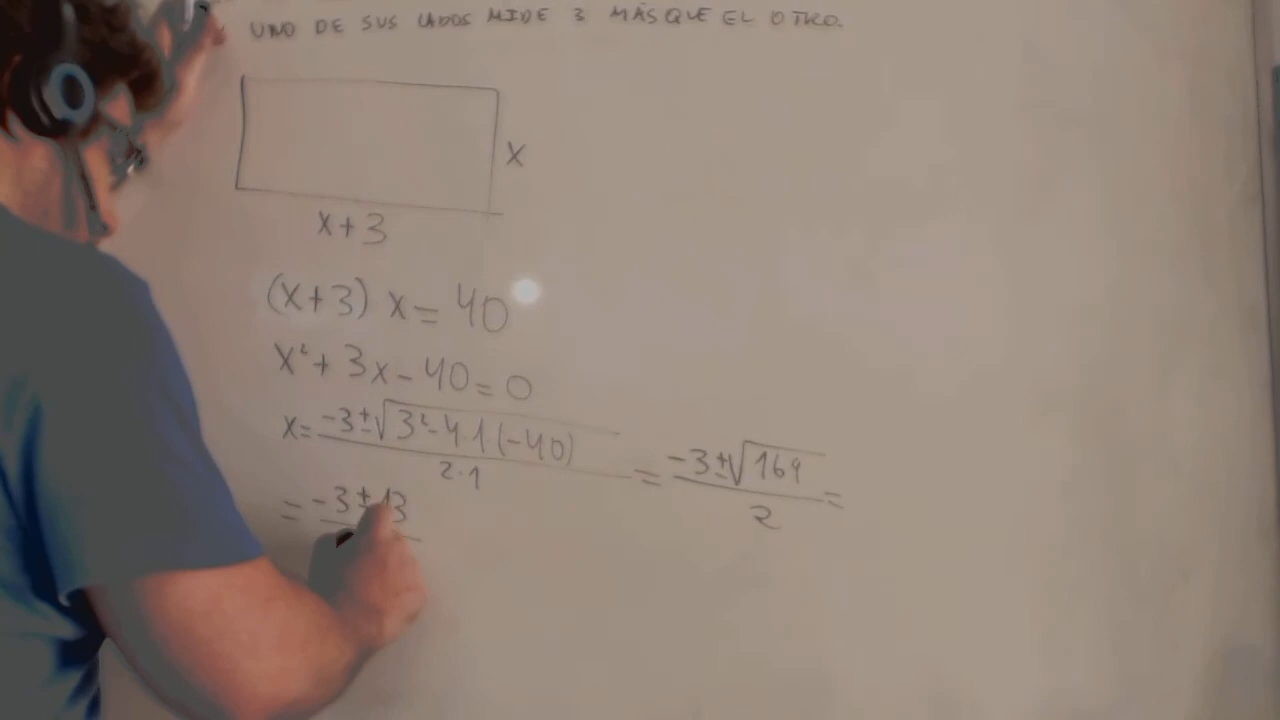 UNO DE SUS LADOS MIDE 3 MÁS QUE EL OTRO.
x
x+3
(x+3) x = 40
x² + 3x - 40 = 0
x = -3 ± √3² - 4·1(-40) / 2·1 = -3 ± √169 / 2 =
= -3 ± 13